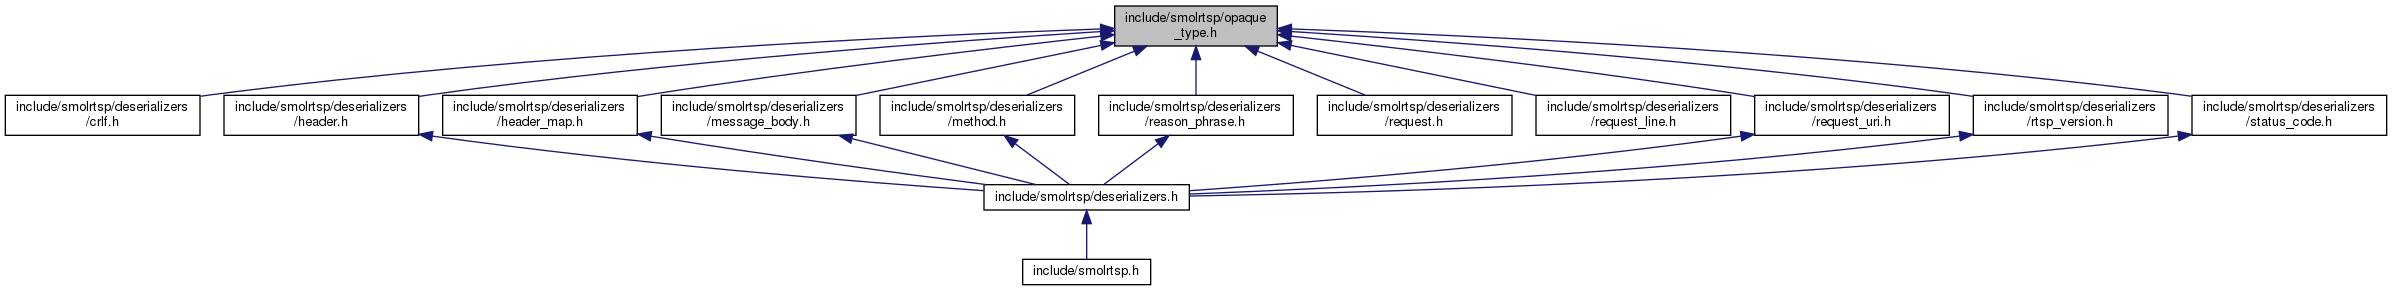 include/smolrtsp/opaque
_type.h
include/smolrtsp/deserializers
/crlf.h
include/smolrtsp/deserializers
/header.h
include/smolrtsp/deserializers
/header_map.h
include/smolrtsp/deserializers
/message_body.h
include/smolrtsp/deserializers
/method.h
include/smolrtsp/deserializers
/reason_phrase.h
include/smolrtsp/deserializers
/request.h
include/smolrtsp/deserializers
/request_line.h
include/smolrtsp/deserializers
/request_uri.h
include/smolrtsp/deserializers
/rtsp_version.h
include/smolrtsp/deserializers
/status_code.h
include/smolrtsp/deserializers.h
include/smolrtsp.h